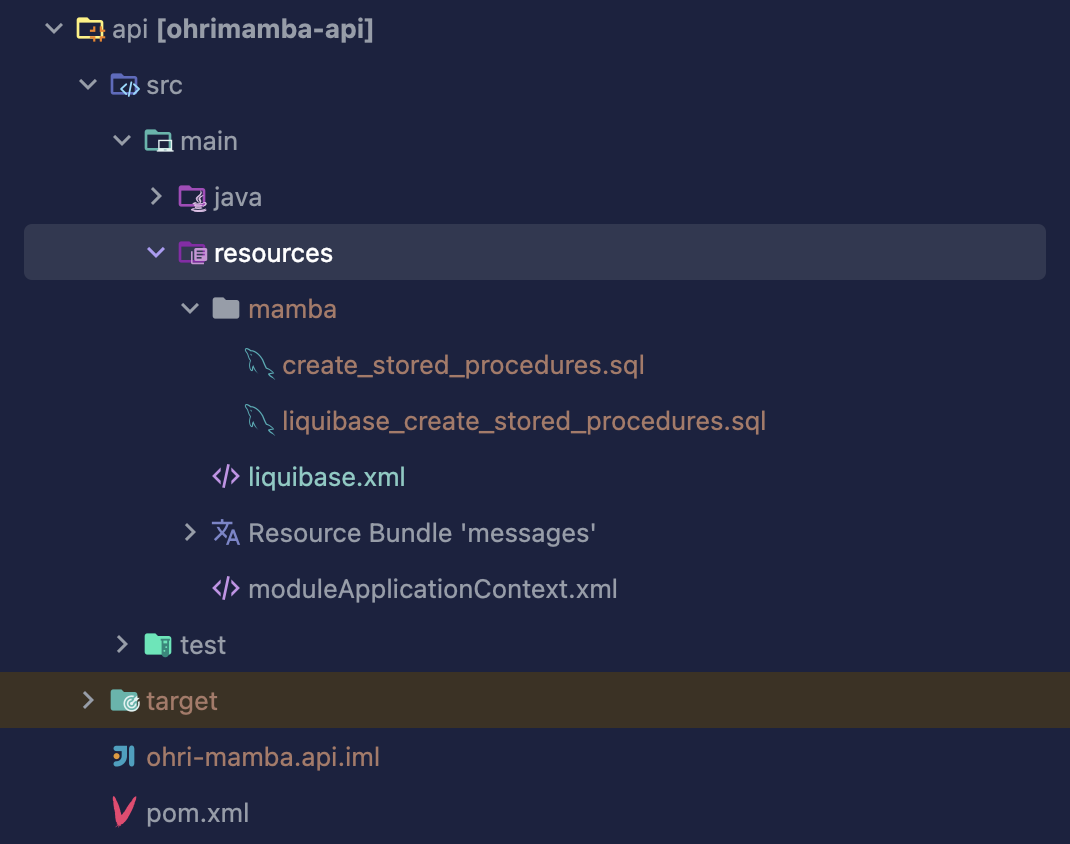 api [ohrimamba-api]
src
main
java
resources
mamba
create_stored_procedures.sql
liquibase_create_stored_procedures.sql
liquibase.xml
Resource Bundle 'messages'
moduleApplicationContext.xml
test
target
ohri-mamba.api.iml
pom.xml